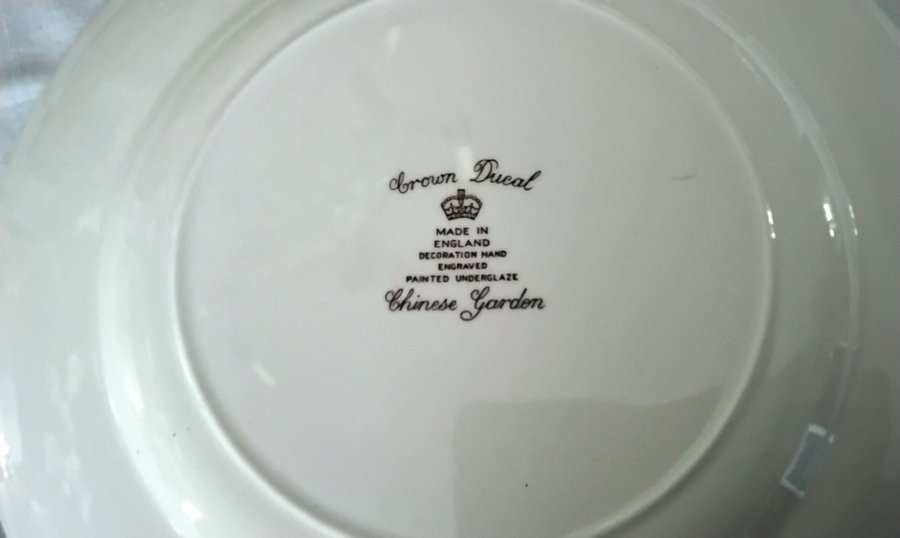 Crown Ducal
MADE IN
ENGLAND
DECORATION HAND
ENGRAVED
PAINTED UNDERGLAZE
Chinese Garden